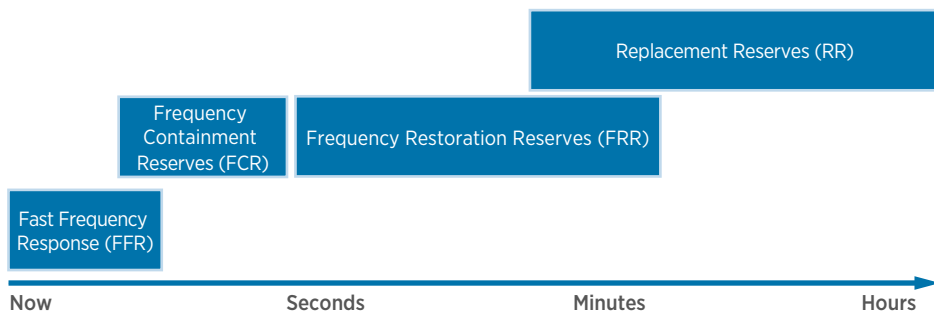 Replacement Reserves (RR)
Frequency
Containment
Reserves (FCR)
Frequency Restoration Reserves (FRR)
Fast Frequency
Response (FFR)
Now
Seconds
Minutes
Hours